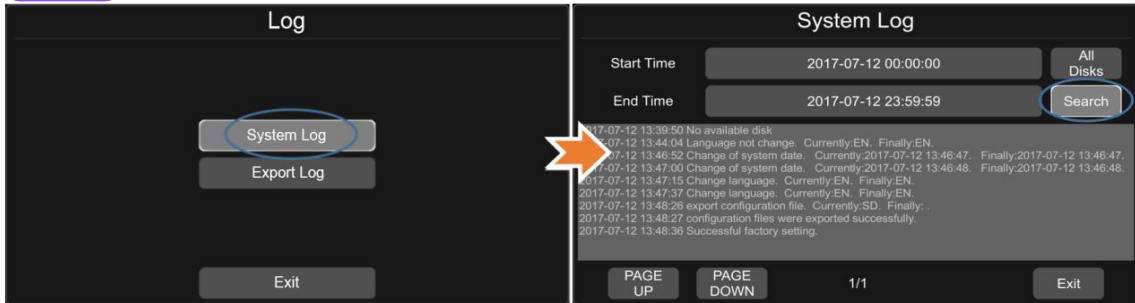 Log
System Log
Export Log
Exit
System Log
Start Time 2017-07-12 00:00:00 All Disks
End Time 2017-07-12 23:59:59 Search
2017-07-12 13:39:50 No available disk
2017-07-12 13:44:04 Language not change. Currently:EN. Finally:EN.
2017-07-12 13:46:52 Change of system date. Currently:2017-07-12 13:46:47. Finally:2017-07-12 13:46:47.
2017-07-12 13:47:00 Change of system date. Currently:2017-07-12 13:46:48. Finally:2017-07-12 13:46:48.
2017-07-12 13:47:15 Change language. Currently:EN. Finally:EN.
2017-07-12 13:47:37 Change language. Currently:EN. Finally:EN.
2017-07-12 13:48:26 export configuration file. Currently:SD. Finally: .
2017-07-12 13:48:27 configuration files were exported successfully.
2017-07-12 13:48:36 Successful factory setting.
PAGE UP PAGE DOWN 1/1 Exit